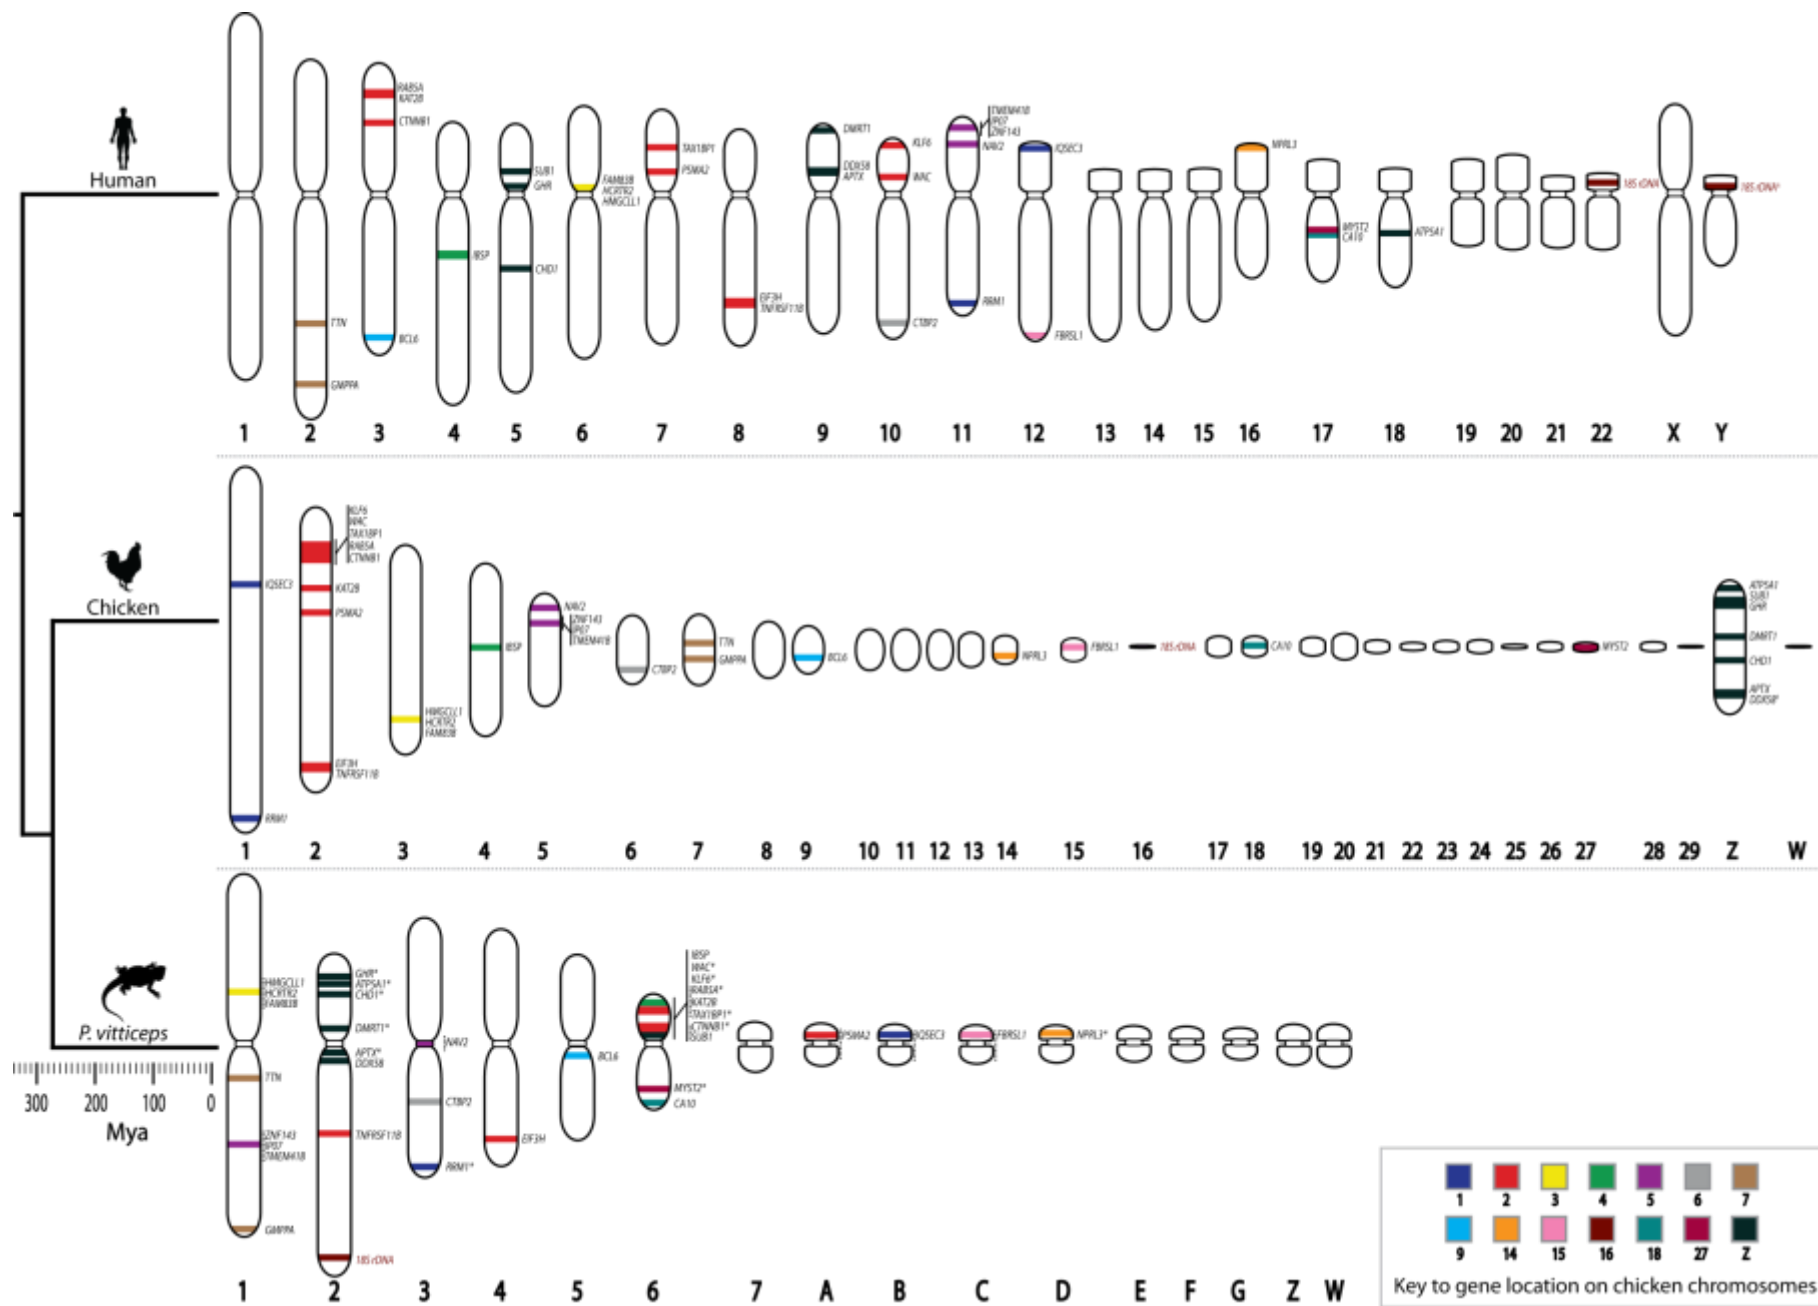 RAB5A
KAT2B
CTNNB1
BCL6
TTN
GMPPA
IBSP
SUB1
GHR
CHD1
FAM83B
HCRTR2
HMGCLL1
TAX1BP1
PSMA2
EIF3H
TNFRSF11B
DMRT1
DDX58
APTX
KLF6
WAC
CTBP2
TMEM41B
IPO7
ZNF143
NAV2
RRM1
IQSEC3
FBRSL1
NPRL3
MYST2
CA10
ATP5A1
18S rDNA
18S rDNA
Human
1 2 3 4 5 6 7 8 9 10 11 12 13 14 15 16 17 18 19 20 21 22 X Y
IQSEC3
RRM1
KLF6
WAC
TAX1BP1
RAB5A
CTNNB1
KAT2B
PSMA2
EIF3H
TNFRSF11B
HMGCLL1
HCRTR2
FAM83B
IBSP
NAV2
ZNF143
IPO7
TMEM41B
CTBP2
TTN
GMPPA
BCL6
NPRL3
FBRSL1
18S rDNA
CA10
MYST2
ATP5A1
SUB1
GHR
DMRT1
CHD1
APTX
DDX58*
Chicken
1 2 3 4 5 6 7 8 9 10 11 12 13 14 15 16 17 18 19 20 21 22 23 24 25 26 27 28 29 Z W
HMGCLL1
HCRTR2
FAM83B
TTN
ZNF143
IPO7
TMEM41B
GMPPA
GHR*
ATP5A1*
CHD1*
DMRT1*
APTX*
DDX58
TNFRSF11B
18S rDNA
NAV2
CTBP2
RRM1*
EIF3H
BCL6
IBSP
WAC*
KLF6*
RAB5A*
KAT2B
TAX1BP1*
CTNNB1*
SUB1
MYST2*
CA10
PSMA2
IQSEC3
FBRSL1
NPRL3*
P. vitticeps
300 200 100 0
Mya
1 2 3 4 5 6 7 A B C D E F G Z W
1 2 3 4 5 6 7
9 14 15 16 18 27 Z
Key to gene location on chicken chromosomes